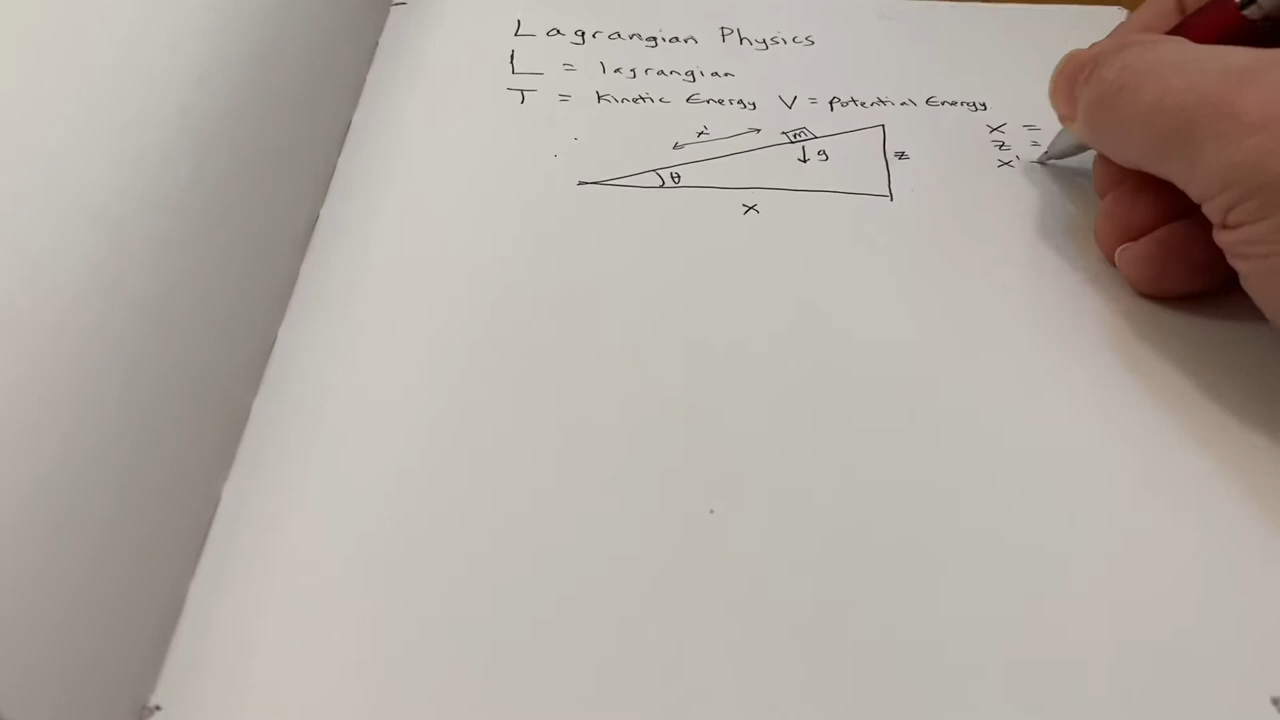 Lagrangian Physics
L = lagrangian
T = Kinetic Energy V = Potential Energy
x'
m
g
θ
z
x
x =
z =
x'